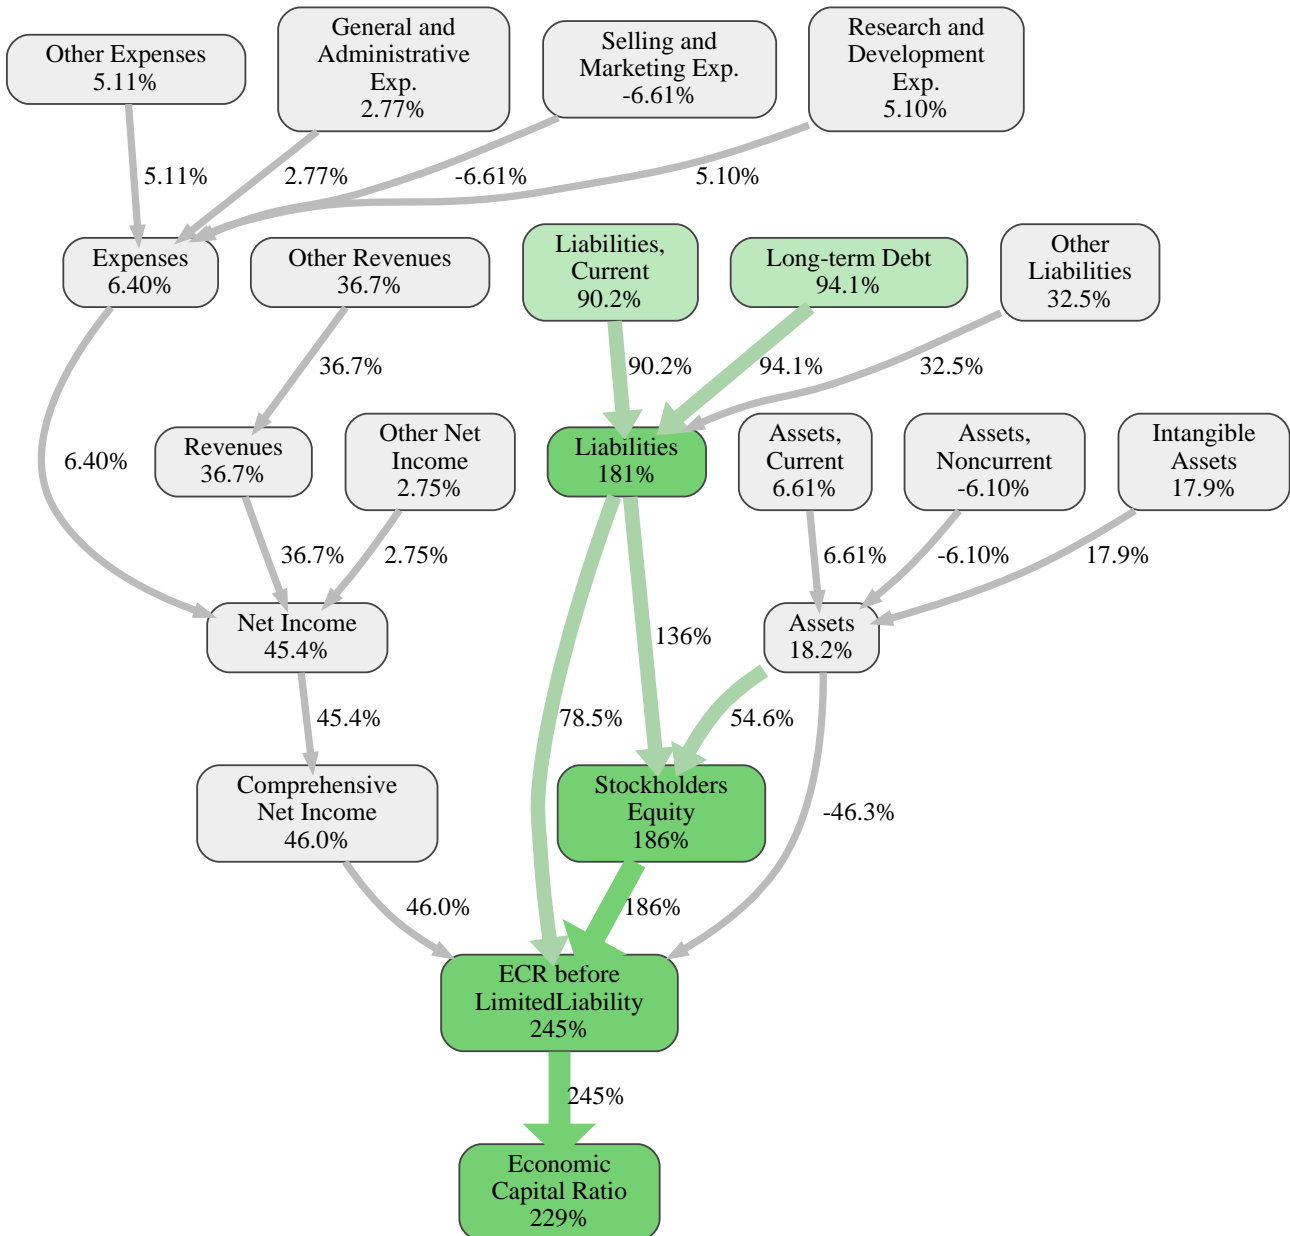 Other Expenses
5.11%
General and
Administrative
Exp.
2.77%
Selling and
Marketing Exp.
-6.61%
Research and
Development
Exp.
5.10%
5.11%
2.77%
-6.61%
5.10%
Expenses
6.40%
Other Revenues
36.7%
Liabilities,
Current
90.2%
Long-term Debt
94.1%
Other
Liabilities
32.5%
36.7%
90.2%
94.1%
32.5%
6.40%
Revenues
36.7%
Other Net
Income
2.75%
Liabilities
181%
Assets,
Current
6.61%
Assets,
Noncurrent
-6.10%
Intangible
Assets
17.9%
36.7%
2.75%
6.61%
-6.10%
17.9%
Net Income
45.4%
136%
Assets
18.2%
45.4%
78.5%
54.6%
Comprehensive
Net Income
46.0%
Stockholders
Equity
186%
-46.3%
46.0%
186%
ECR before
LimitedLiability
245%
245%
Economic
Capital Ratio
229%